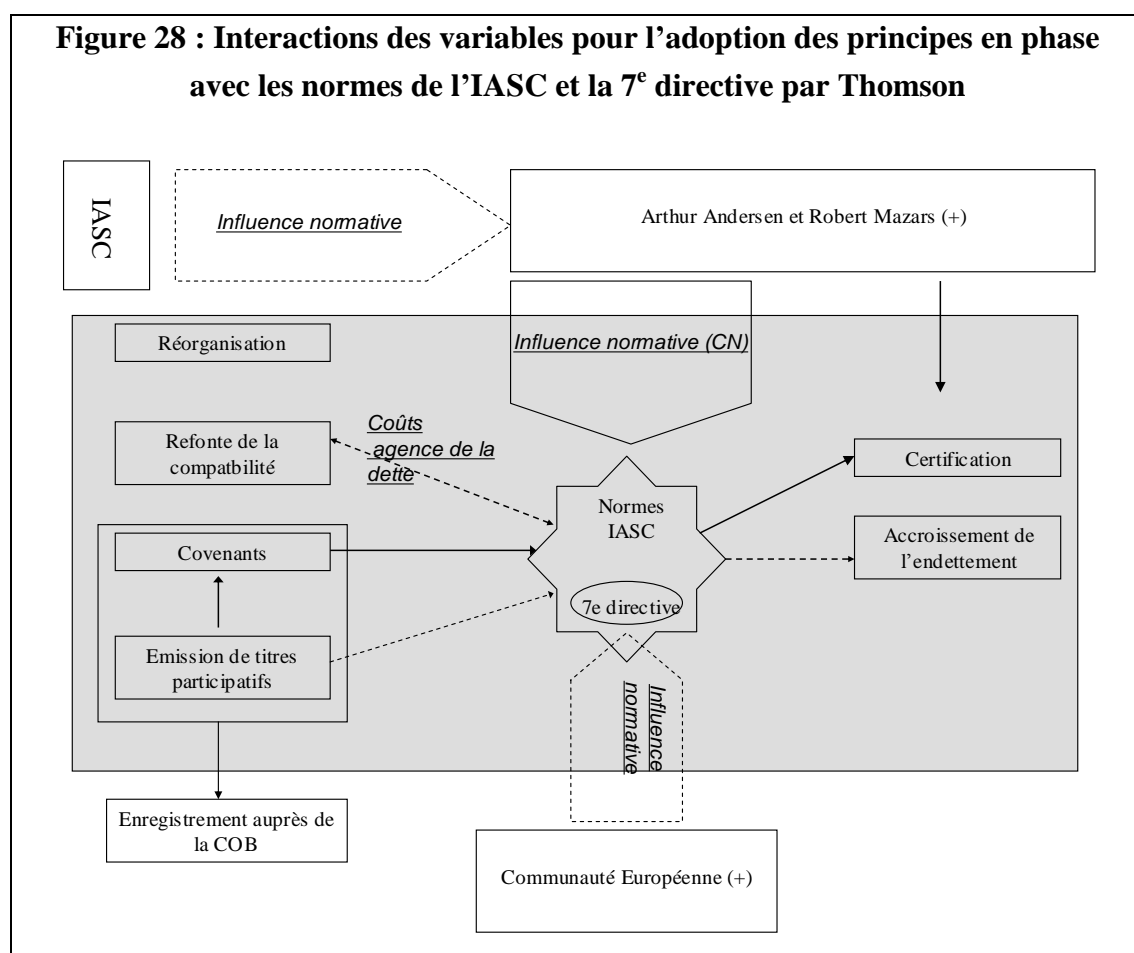 Figure 28 : Interactions des variables pour l’adoption des principes en phase
avec les normes de l’IASC et la 7e directive par Thomson
IASC
Influence normative
Arthur Andersen et Robert Mazars (+)
Réorganisation
Influence normative (CN)
Refonte de la
compatbilité
Coûts
agence de la
dette
Certification
Normes
IASC
Covenants
Accroissement de
l’endettement
7e directive
Emission de titres
participatifs
Influence
normative
Enregistrement auprès de
la COB
Communauté Européenne (+)